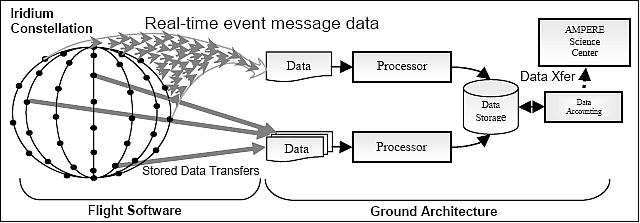 Iridium
Constellation
Real-time event message data
Data
Processor
AMPERE
Science
Center
Data Xfer
Data
Storage
Data
Accounting
Data
Processor
Stored Data Transfers
Flight Software
Ground Architecture